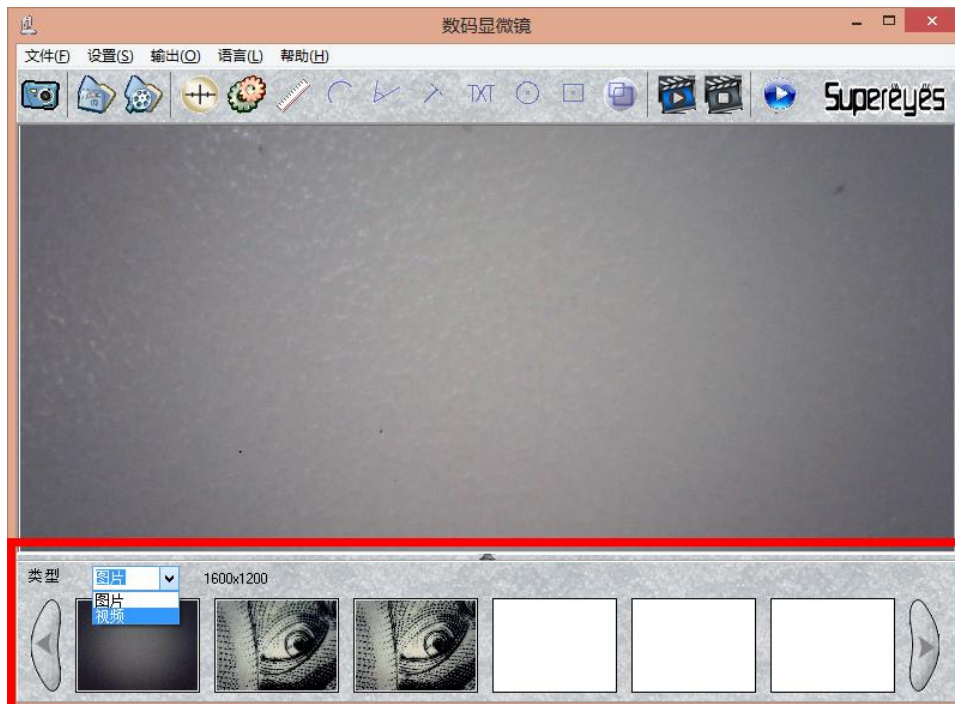 数码显微镜
文件(F) 设置(S) 输出(O) 语言(L) 帮助(H)
TXT Supereyes
类型 图片 1600x1200
图片
视频